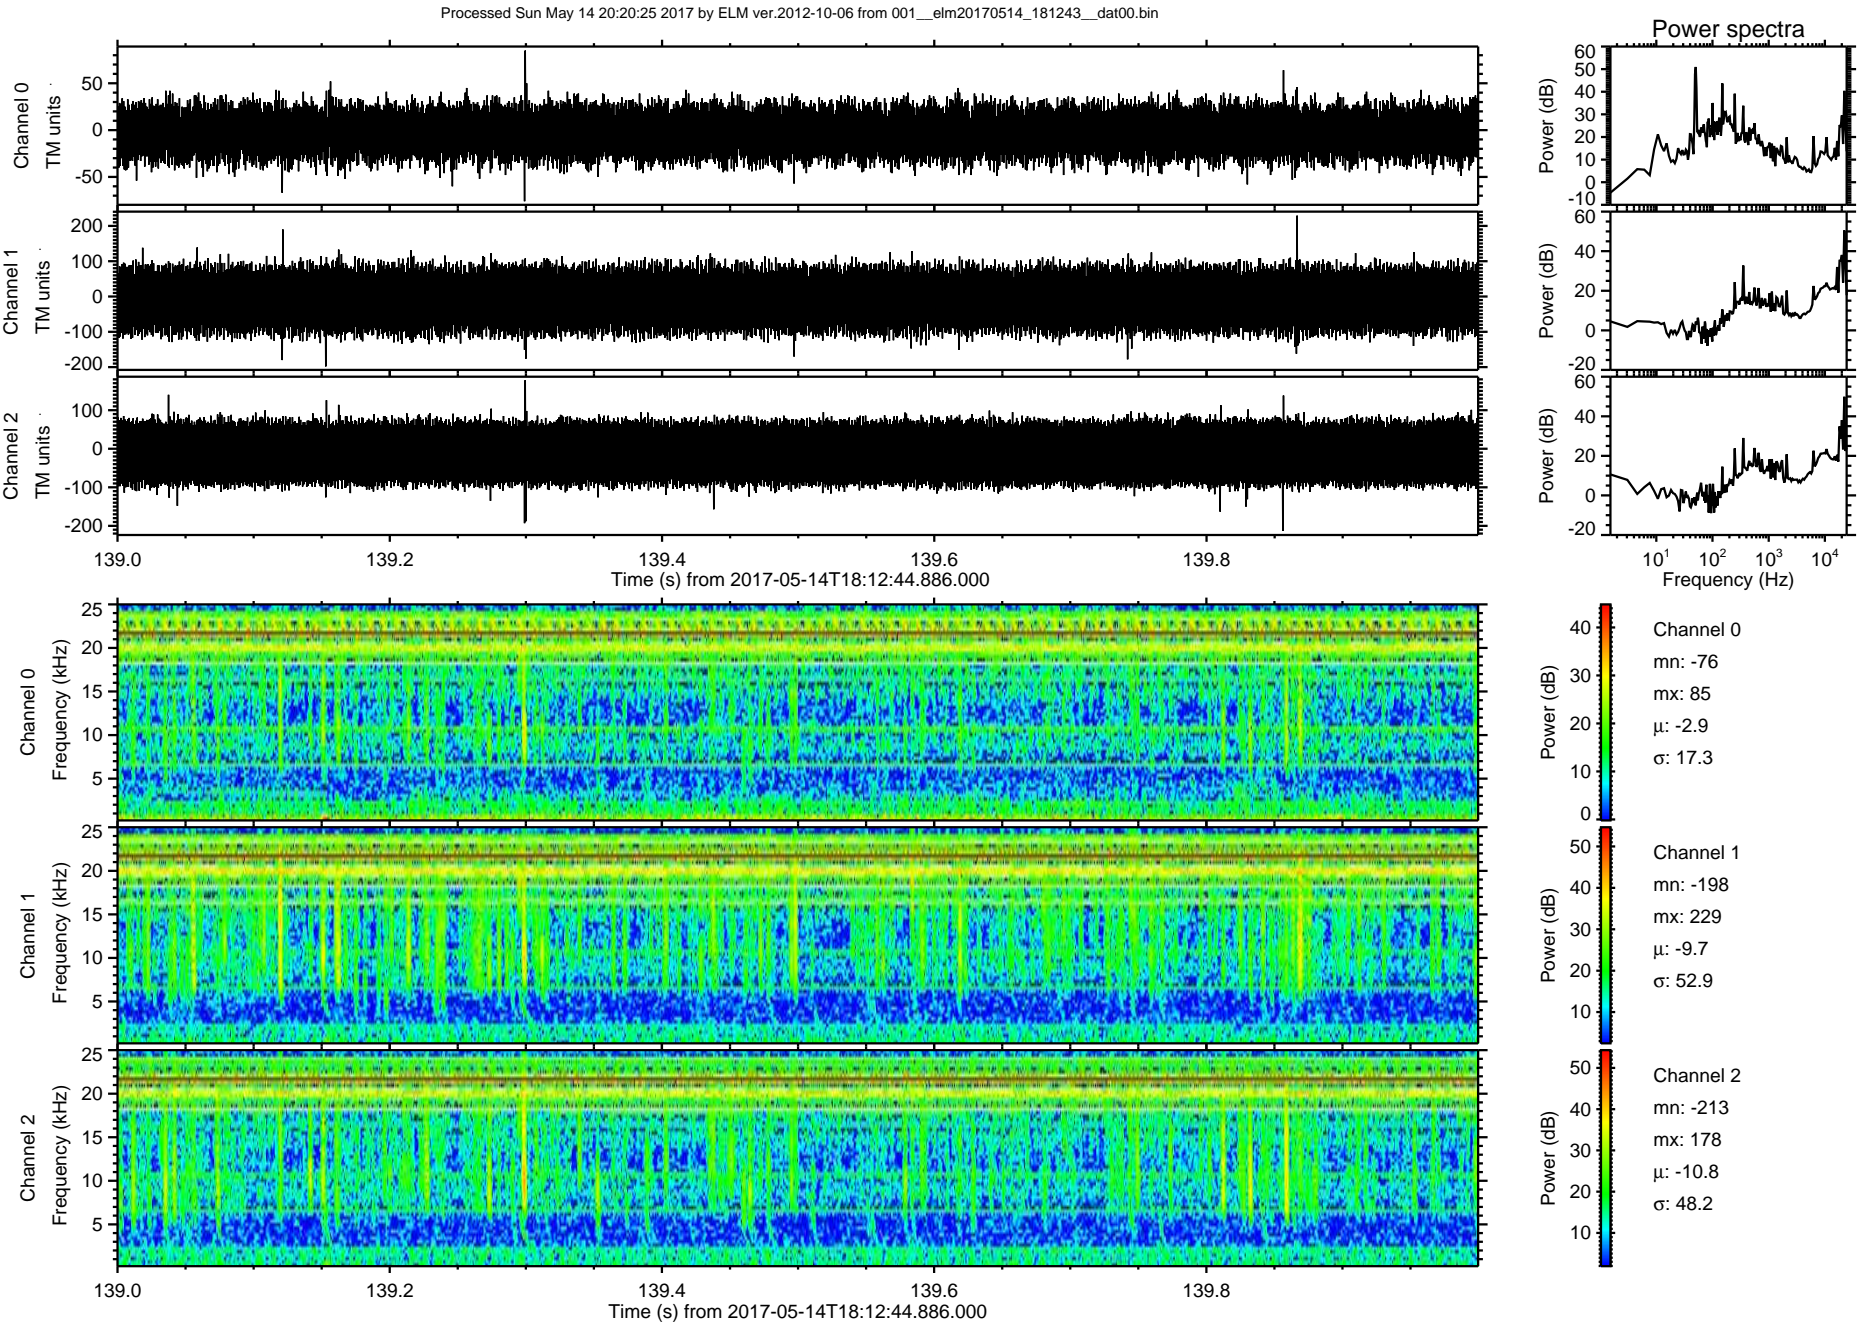 Processed Sun May 14 20:20:25 2017 by ELM ver.2012-10-06 from 001__elm20170514_181243__dat00.bin
Power spectra
Channel 0
TM units
50
0
-50
Power (dB)
60
50
40
30
20
10
0
-10
Channel 1
TM units
200
100
0
-100
-200
Power (dB)
60
40
20
0
-20
Channel 2
TM units
100
0
-100
-200
Power (dB)
60
40
20
0
-20
139.0 139.2 139.4 139.6 139.8
Time (s) from 2017-05-14T18:12:44.886.000
10¹ 10² 10³ 10⁴
Frequency (Hz)
Channel 0
Frequency (kHz)
25
20
15
10
5
Power (dB)
40
30
20
10
0
Channel 0
mn: -76
mx: 85
μ: -2.9
σ: 17.3
Channel 1
Frequency (kHz)
25
20
15
10
5
Power (dB)
50
40
30
20
10
Channel 1
mn: -198
mx: 229
μ: -9.7
σ: 52.9
Channel 2
Frequency (kHz)
25
20
15
10
5
Power (dB)
50
40
30
20
10
Channel 2
mn: -213
mx: 178
μ: -10.8
σ: 48.2
139.0 139.2 139.4 139.6 139.8
Time (s) from 2017-05-14T18:12:44.886.000